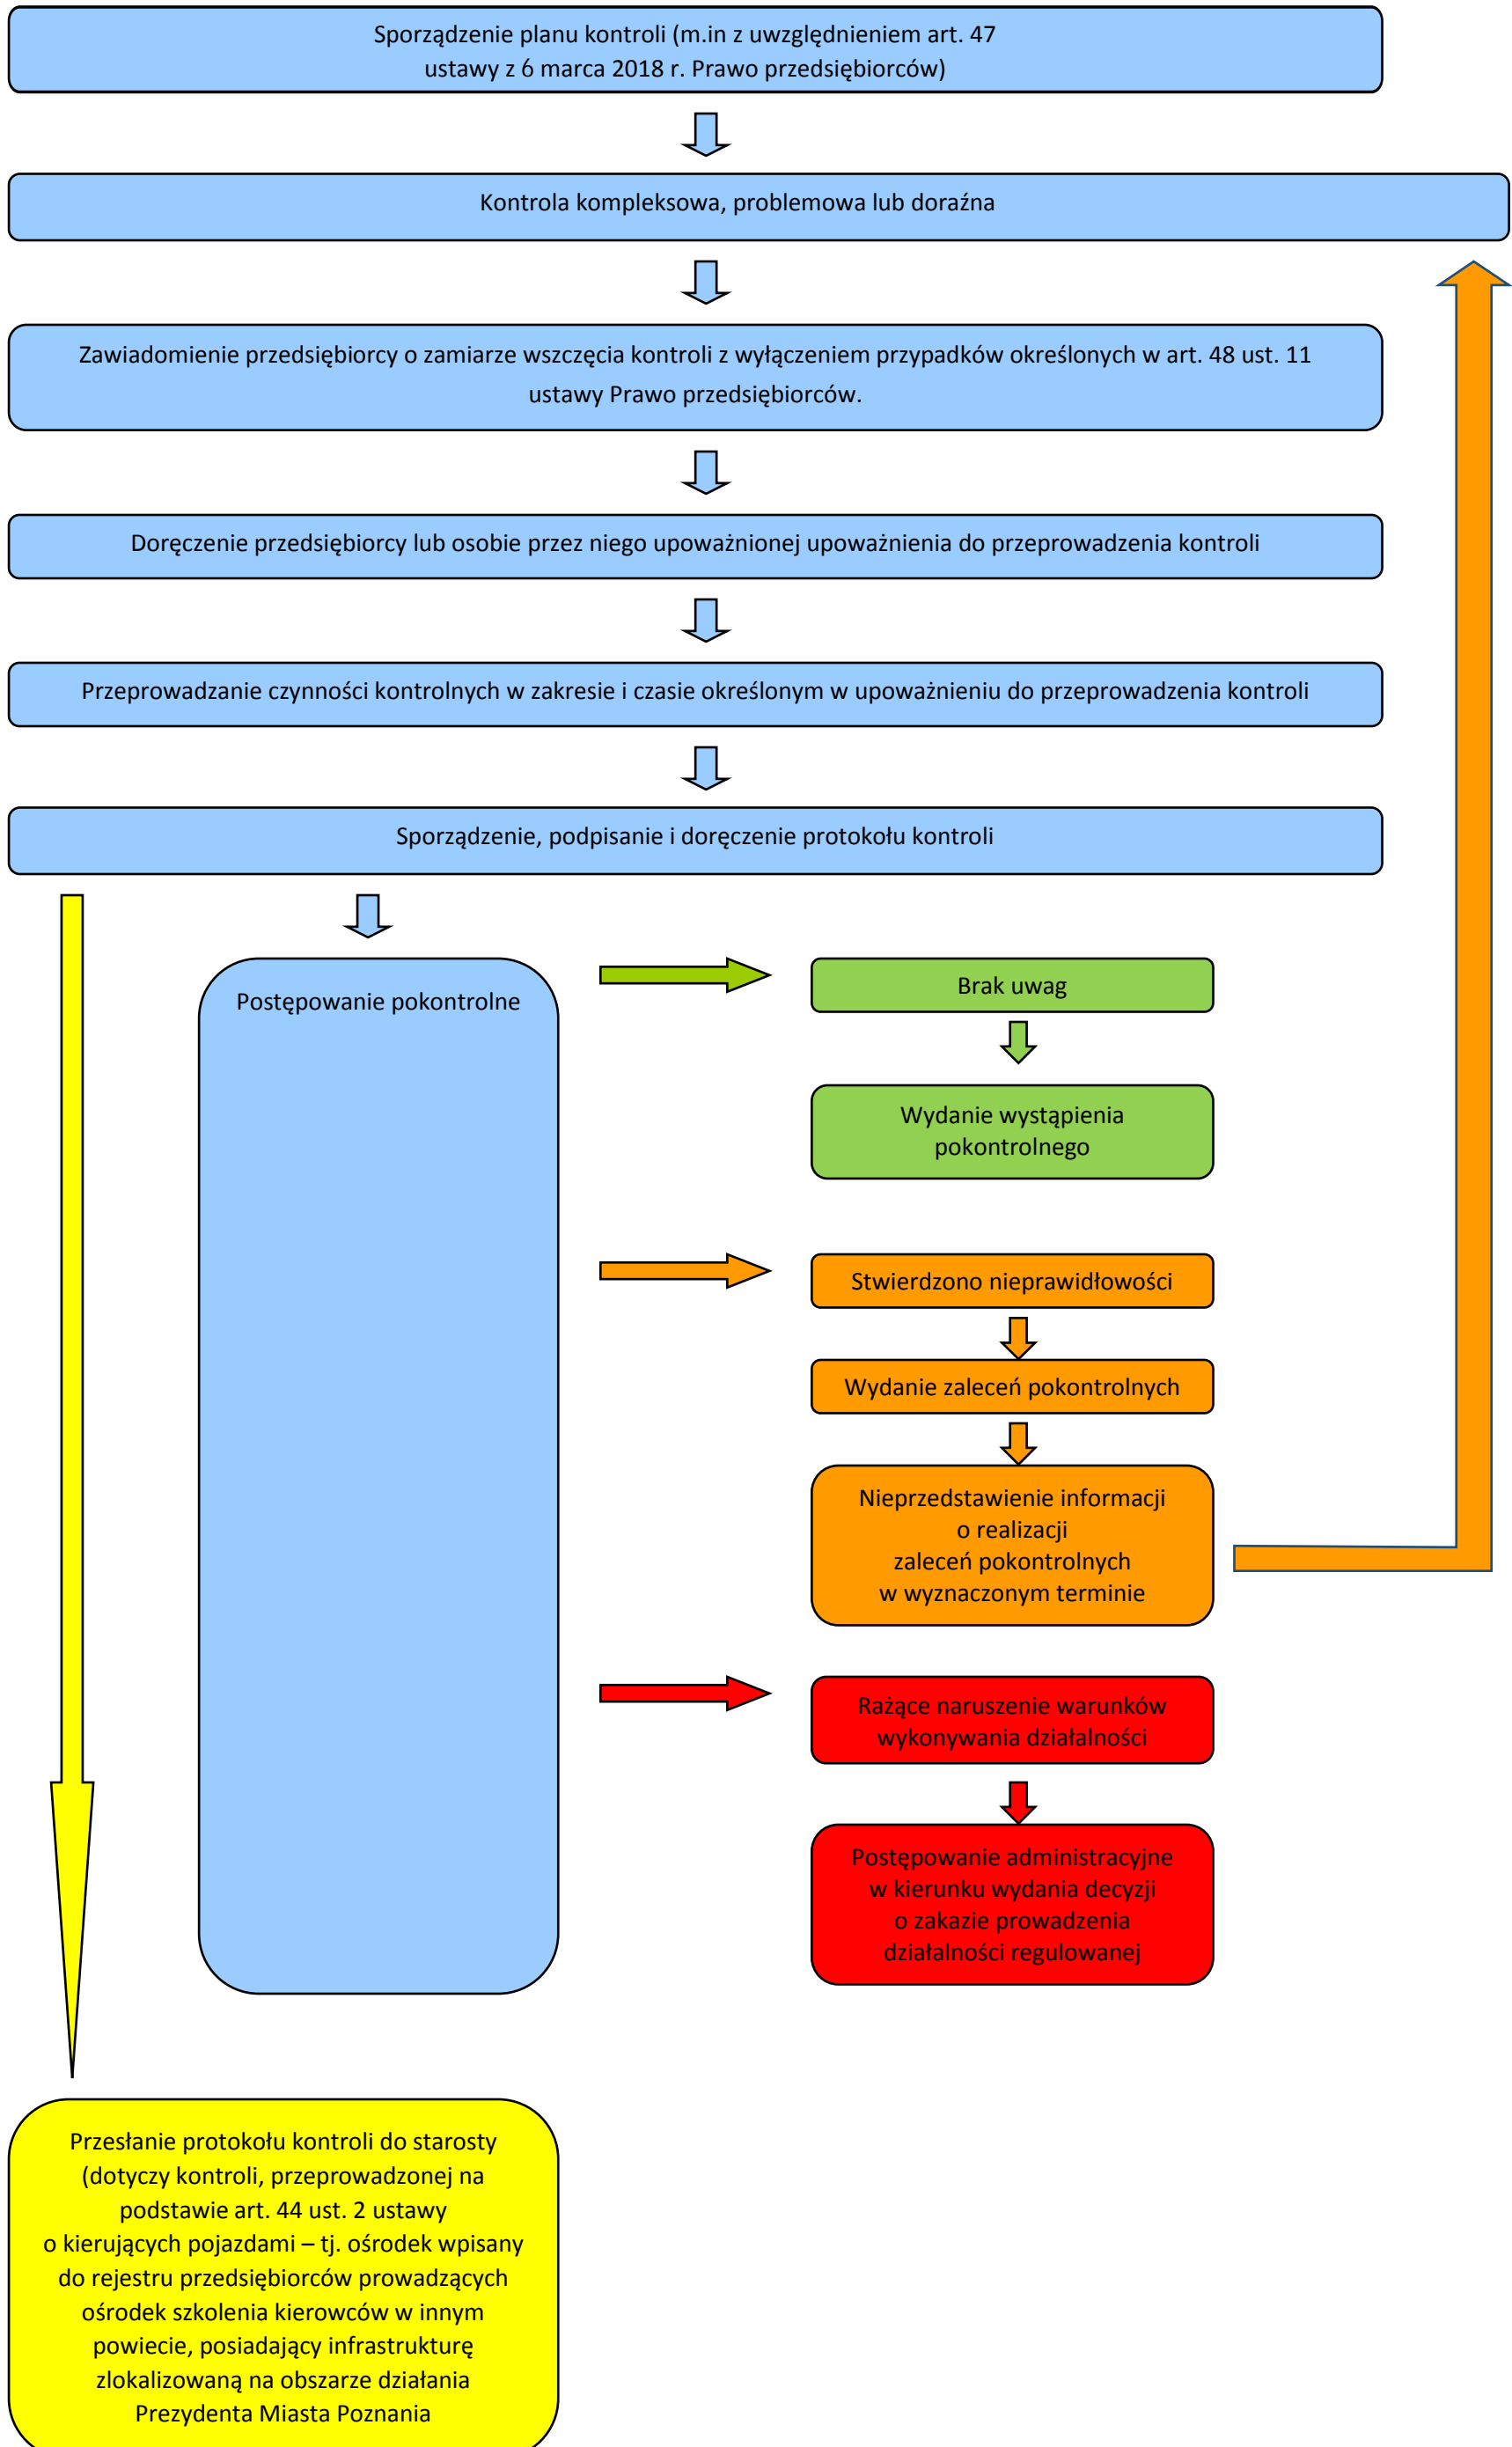 Sporządzenie planu kontroli (m.in z uwzględnieniem art. 47
ustawy z 6 marca 2018 r. Prawo przedsiębiorców)
Kontrola kompleksowa, problemowa lub doraźna
Zawiadomienie przedsiębiorcy o zamiarze wszczęcia kontroli z wyłączeniem przypadków określonych w art. 48 ust. 11
ustawy Prawo przedsiębiorców.
Doręczenie przedsiębiorcy lub osobie przez niego upoważnionej upoważnienia do przeprowadzenia kontroli
Przeprowadzanie czynności kontrolnych w zakresie i czasie określonym w upoważnieniu do przeprowadzenia kontroli
Sporządzenie, podpisanie i doręczenie protokołu kontroli
Postępowanie pokontrolne
Brak uwag
Wydanie wystąpienia
pokontrolnego
Stwierdzono nieprawidłowości
Wydanie zaleceń pokontrolnych
Nieprzedstawienie informacji
o realizacji
zaleceń pokontrolnych
w wyznaczonym terminie
Rażące naruszenie warunków
wykonywania działalności
Postępowanie administracyjne
w kierunku wydania decyzji
o zakazie prowadzenia
działalności regulowanej
Przesłanie protokołu kontroli do starosty
(dotyczy kontroli, przeprowadzonej na
podstawie art. 44 ust. 2 ustawy
o kierujących pojazdami – tj. ośrodek wpisany
do rejestru przedsiębiorców prowadzących
ośrodek szkolenia kierowców w innym
powiecie, posiadający infrastrukturę
zlokalizowaną na obszarze działania
Prezydenta Miasta Poznania